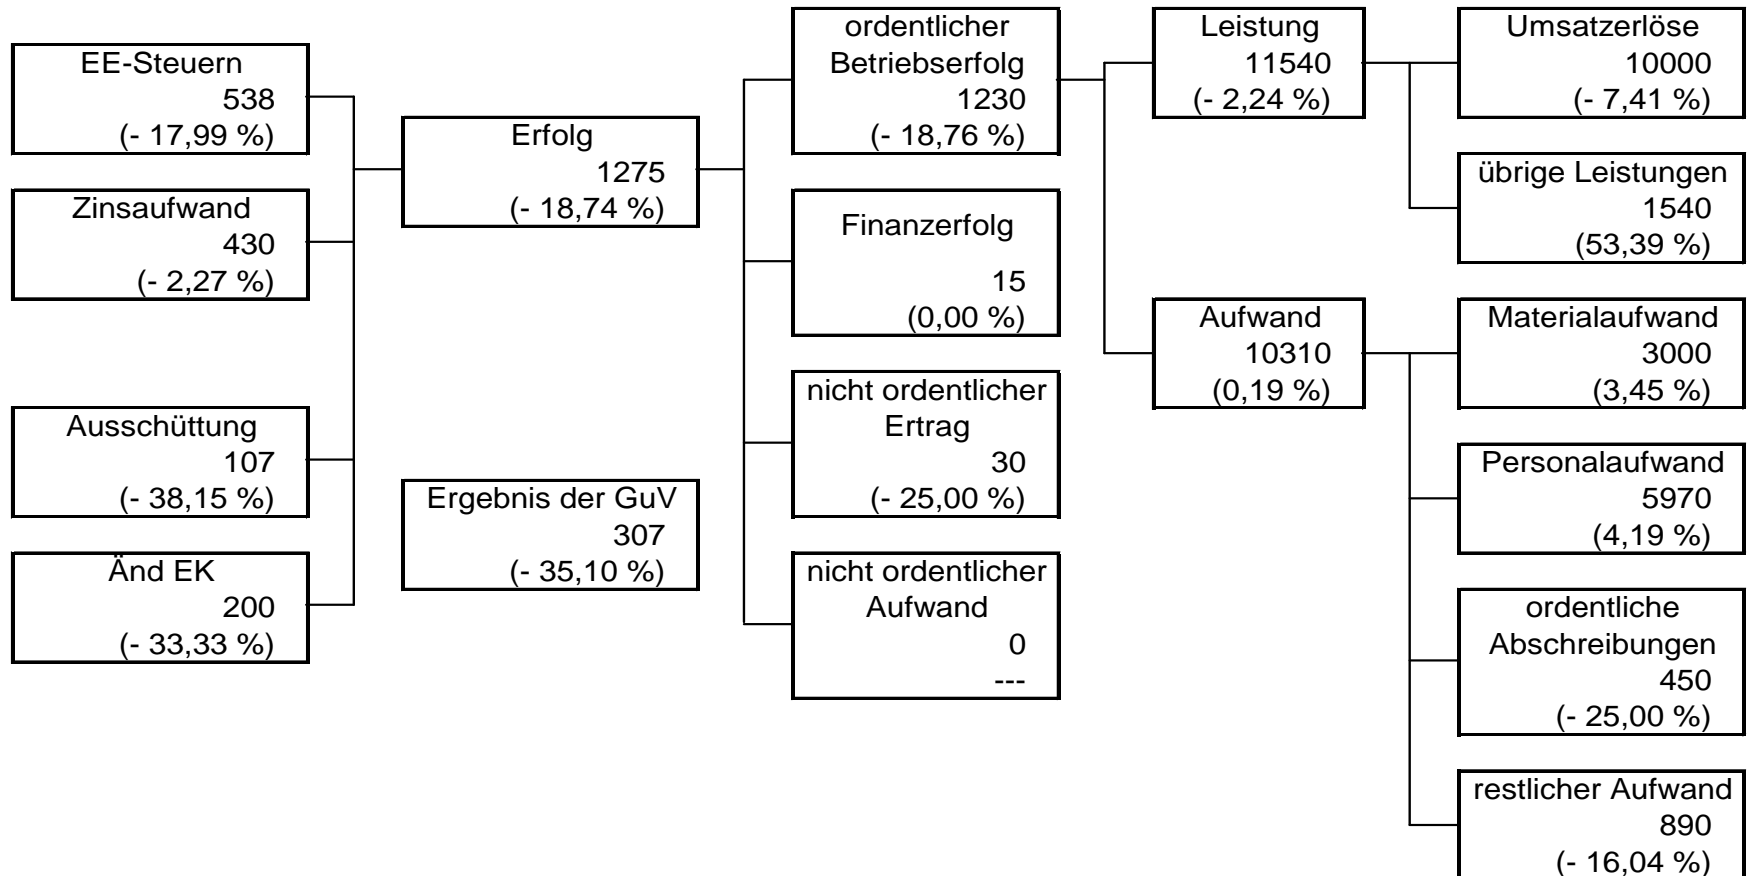 EE-Steuern
538
(- 17,99 %)
Zinsaufwand
430
(- 2,27 %)
Ausschüttung
107
(- 38,15 %)
Änd EK
200
(- 33,33 %)
Erfolg
1275
(- 18,74 %)
Ergebnis der GuV
307
(- 35,10 %)
ordentlicher
Betriebserfolg
1230
(- 18,76 %)
Finanzerfolg
15
(0,00 %)
nicht ordentlicher
Ertrag
30
(- 25,00 %)
nicht ordentlicher
Aufwand
0
---
Leistung
11540
(- 2,24 %)
Aufwand
10310
(0,19 %)
Umsatzerlöse
10000
(- 7,41 %)
übrige Leistungen
1540
(53,39 %)
Materialaufwand
3000
(3,45 %)
Personalaufwand
5970
(4,19 %)
ordentliche
Abschreibungen
450
(- 25,00 %)
restlicher Aufwand
890
(- 16,04 %)